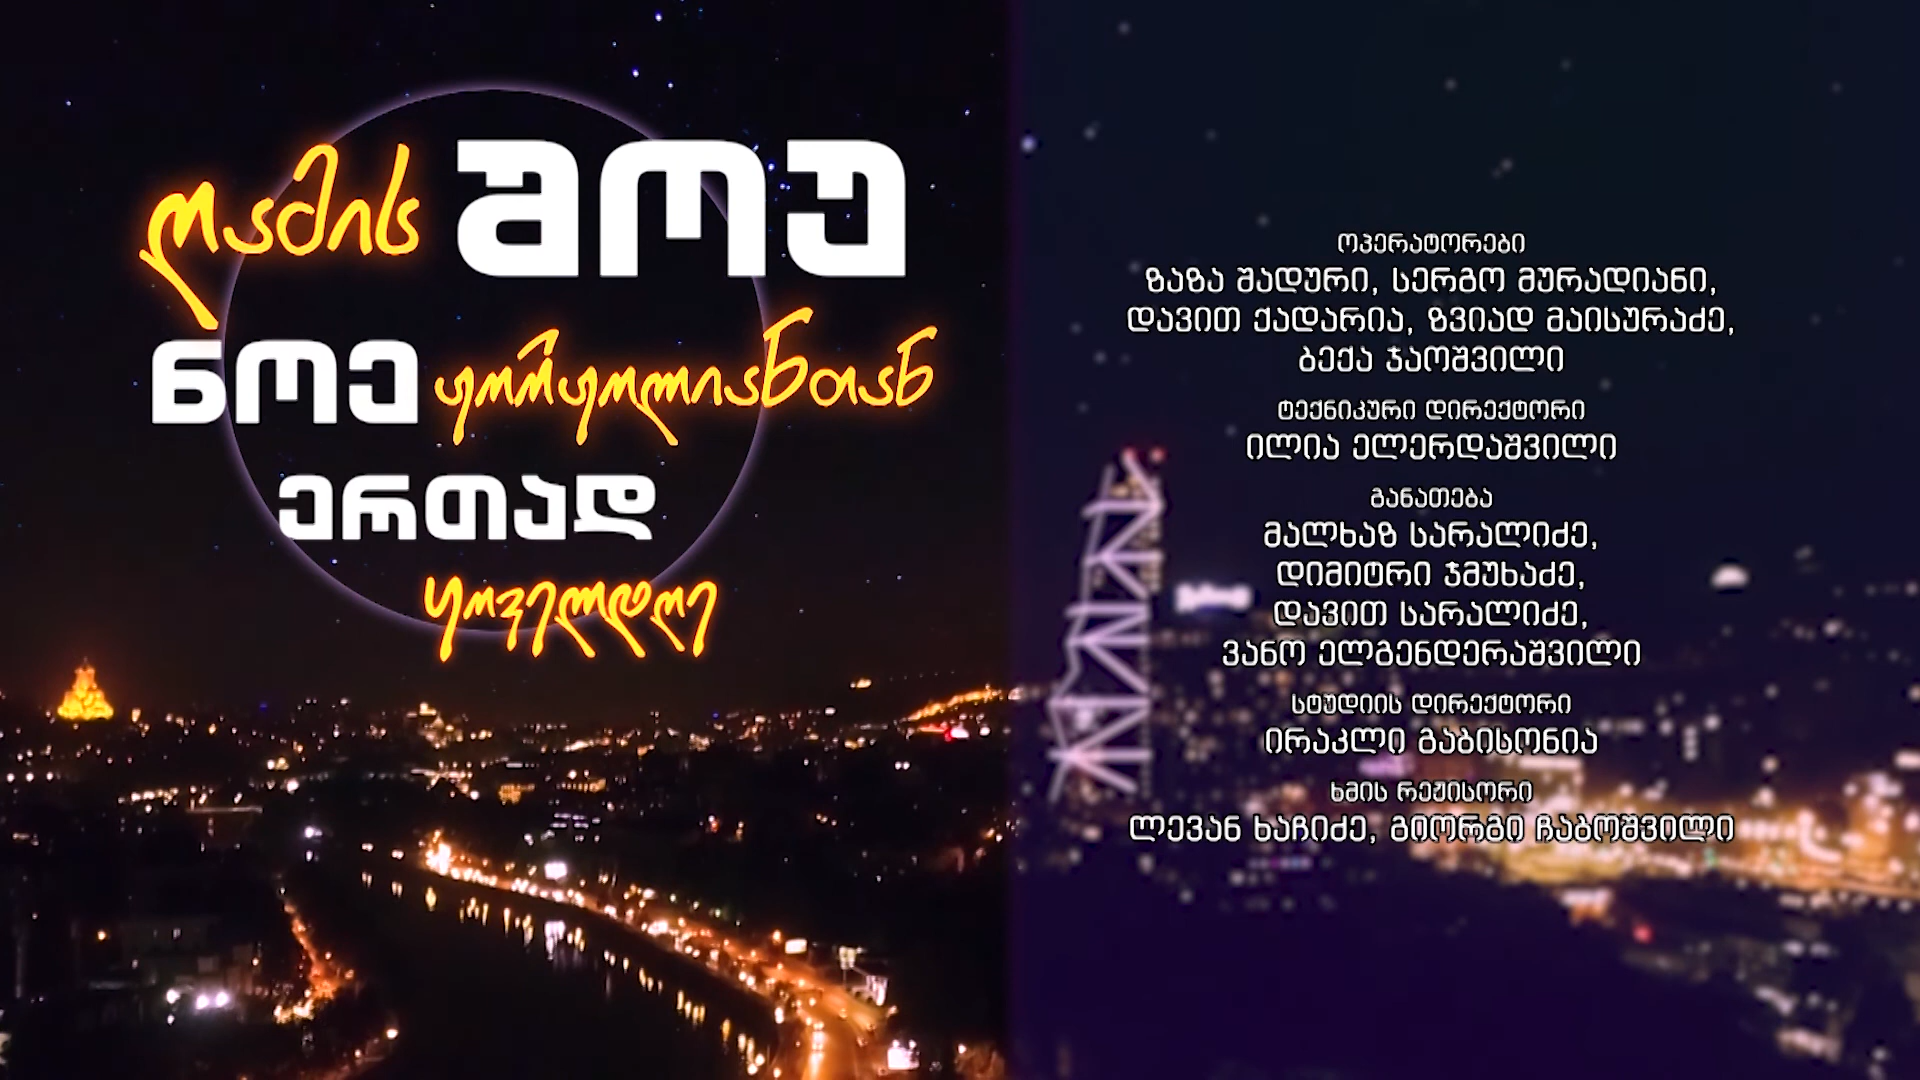 ღამის შოუ
ნოე ყორყოლიანთან
ერთად
ყოველდღე
ოპერატორები
ზაზა შადური, სერგო მურადიანი,
დავით ქადარია, ზვიად მაისურაძე,
ბექა ჯაოშვილი
ტექნიკური დირექტორი
ილია ელერდაშვილი
განათება
მალხაზ სარალიძე,
დიმიტრი ჯმუხაძე,
დავით სარალიძე,
ვანო ელგენდერაშვილი
სტუდიის დირექტორი
ირაკლი გაბისონია
ხმის რეჟისორი
ლევან ხაჩიძე, გიორგი ჩაბოშვილი